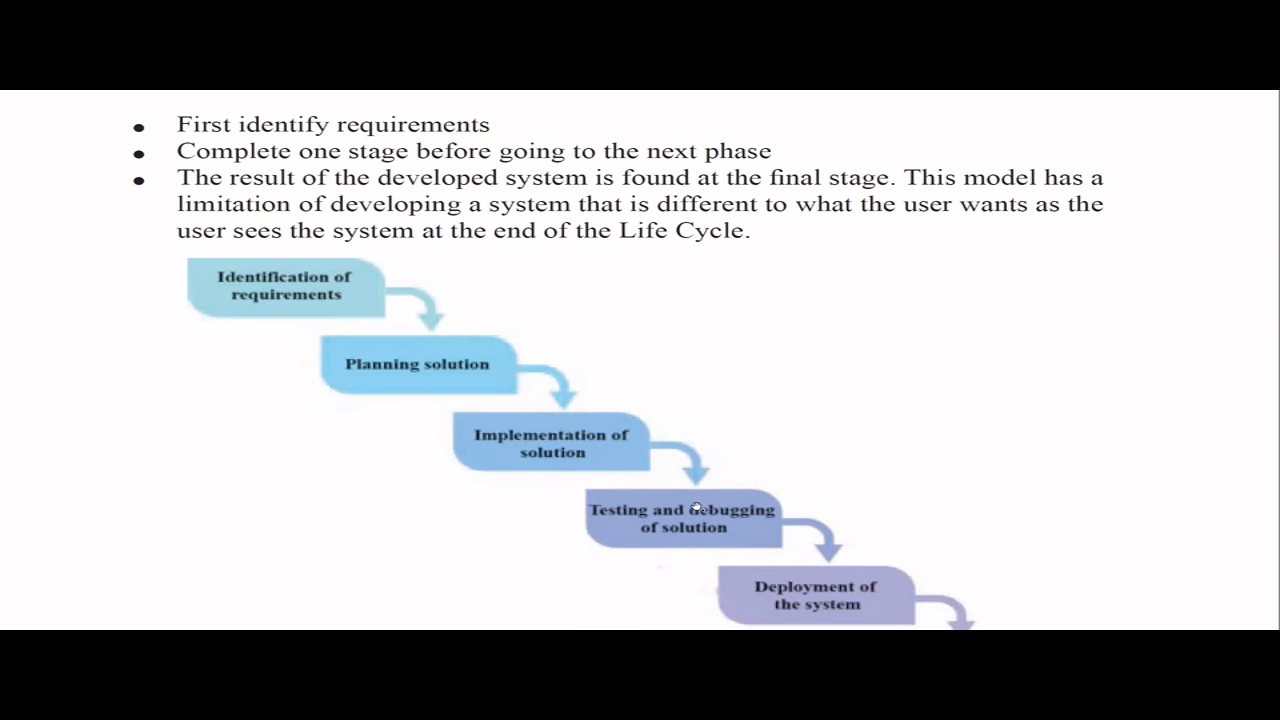 First identify requirements
Complete one stage before going to the next phase
The result of the developed system is found at the final stage. This model has a
limitation of developing a system that is different to what the user wants as the
user sees the system at the end of the Life Cycle.
Identification of
requirements
Planning solution
Implementation of
solution
Testing and debugging
of solution
Deployment of
the system